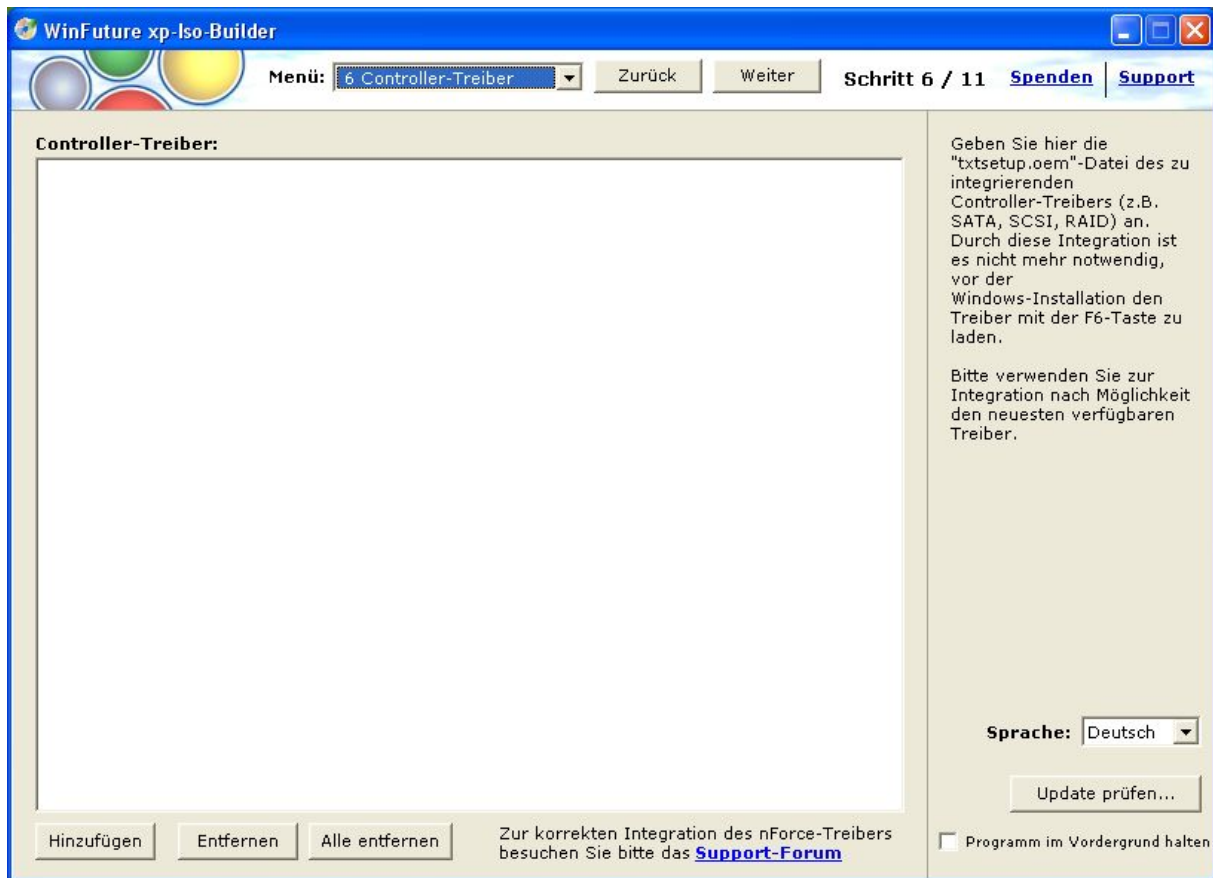 WinFuture xp-Iso-Builder
Menü: 6 Controller-Treiber Zurück Weiter Schritt 6 / 11 Spenden Support
Controller-Treiber:
Geben Sie hier die
"txtsetup.oem"-Datei des zu
integrierenden
Controller-Treibers (z.B.
SATA, SCSI, RAID) an.
Durch diese Integration ist
es nicht mehr notwendig,
vor der
Windows-Installation den
Treiber mit der F6-Taste zu
laden.
Bitte verwenden Sie zur
Integration nach Möglichkeit
den neuesten verfügbaren
Treiber.
Sprache: Deutsch
Update prüfen...
Programm im Vordergrund halten
Hinzufügen Entfernen Alle entfernen
Zur korrekten Integration des nForce-Treibers
besuchen Sie bitte das Support-Forum